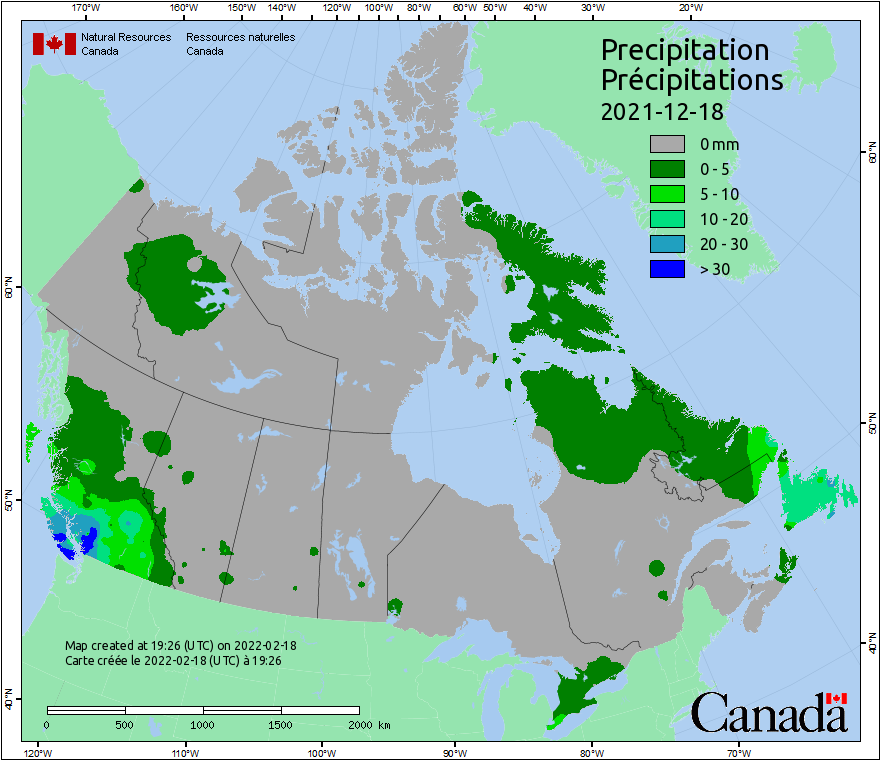 170°W 160°W 150°W 140°W 130°W 120°W 110°W 100°W 90°W 80°W 70°W 60°W 50°W 40°W 30°W 20°W
Natural Resources Ressources naturelles
Canada Canada
Precipitation
Précipitations
2021-12-18
0 mm
0 - 5
5 - 10
10 - 20
20 - 30
> 30
60°N
60°N
50°N
50°N
40°N
40°N
Map created at 19:26 (UTC) on 2022-02-18
Carte créée le 2022-02-18 (UTC) à 19:26
0 500 1000 1500 2000 km
Canada
120°W 110°W 100°W 90°W 80°W 70°W